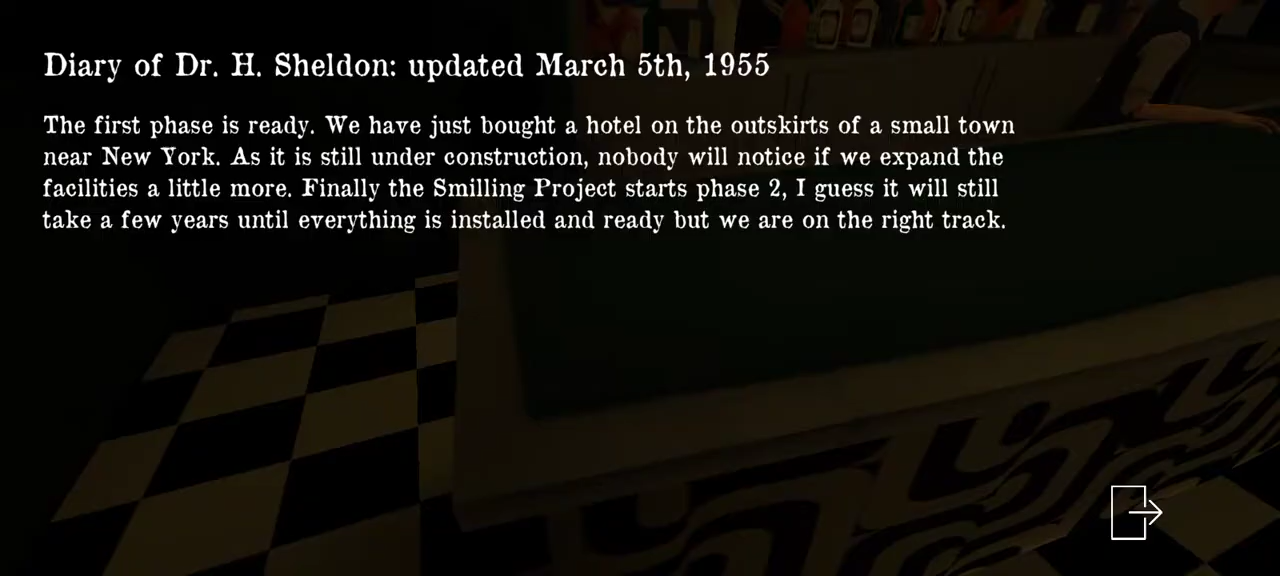 Diary of Dr. H. Sheldon: updated March 5th, 1955
The first phase is ready. We have just bought a hotel on the outskirts of a small town
near New York. As it is still under construction, nobody will notice if we expand the
facilities a little more. Finally the Smilling Project starts phase 2, I guess it will still
take a few years until everything is installed and ready but we are on the right track.